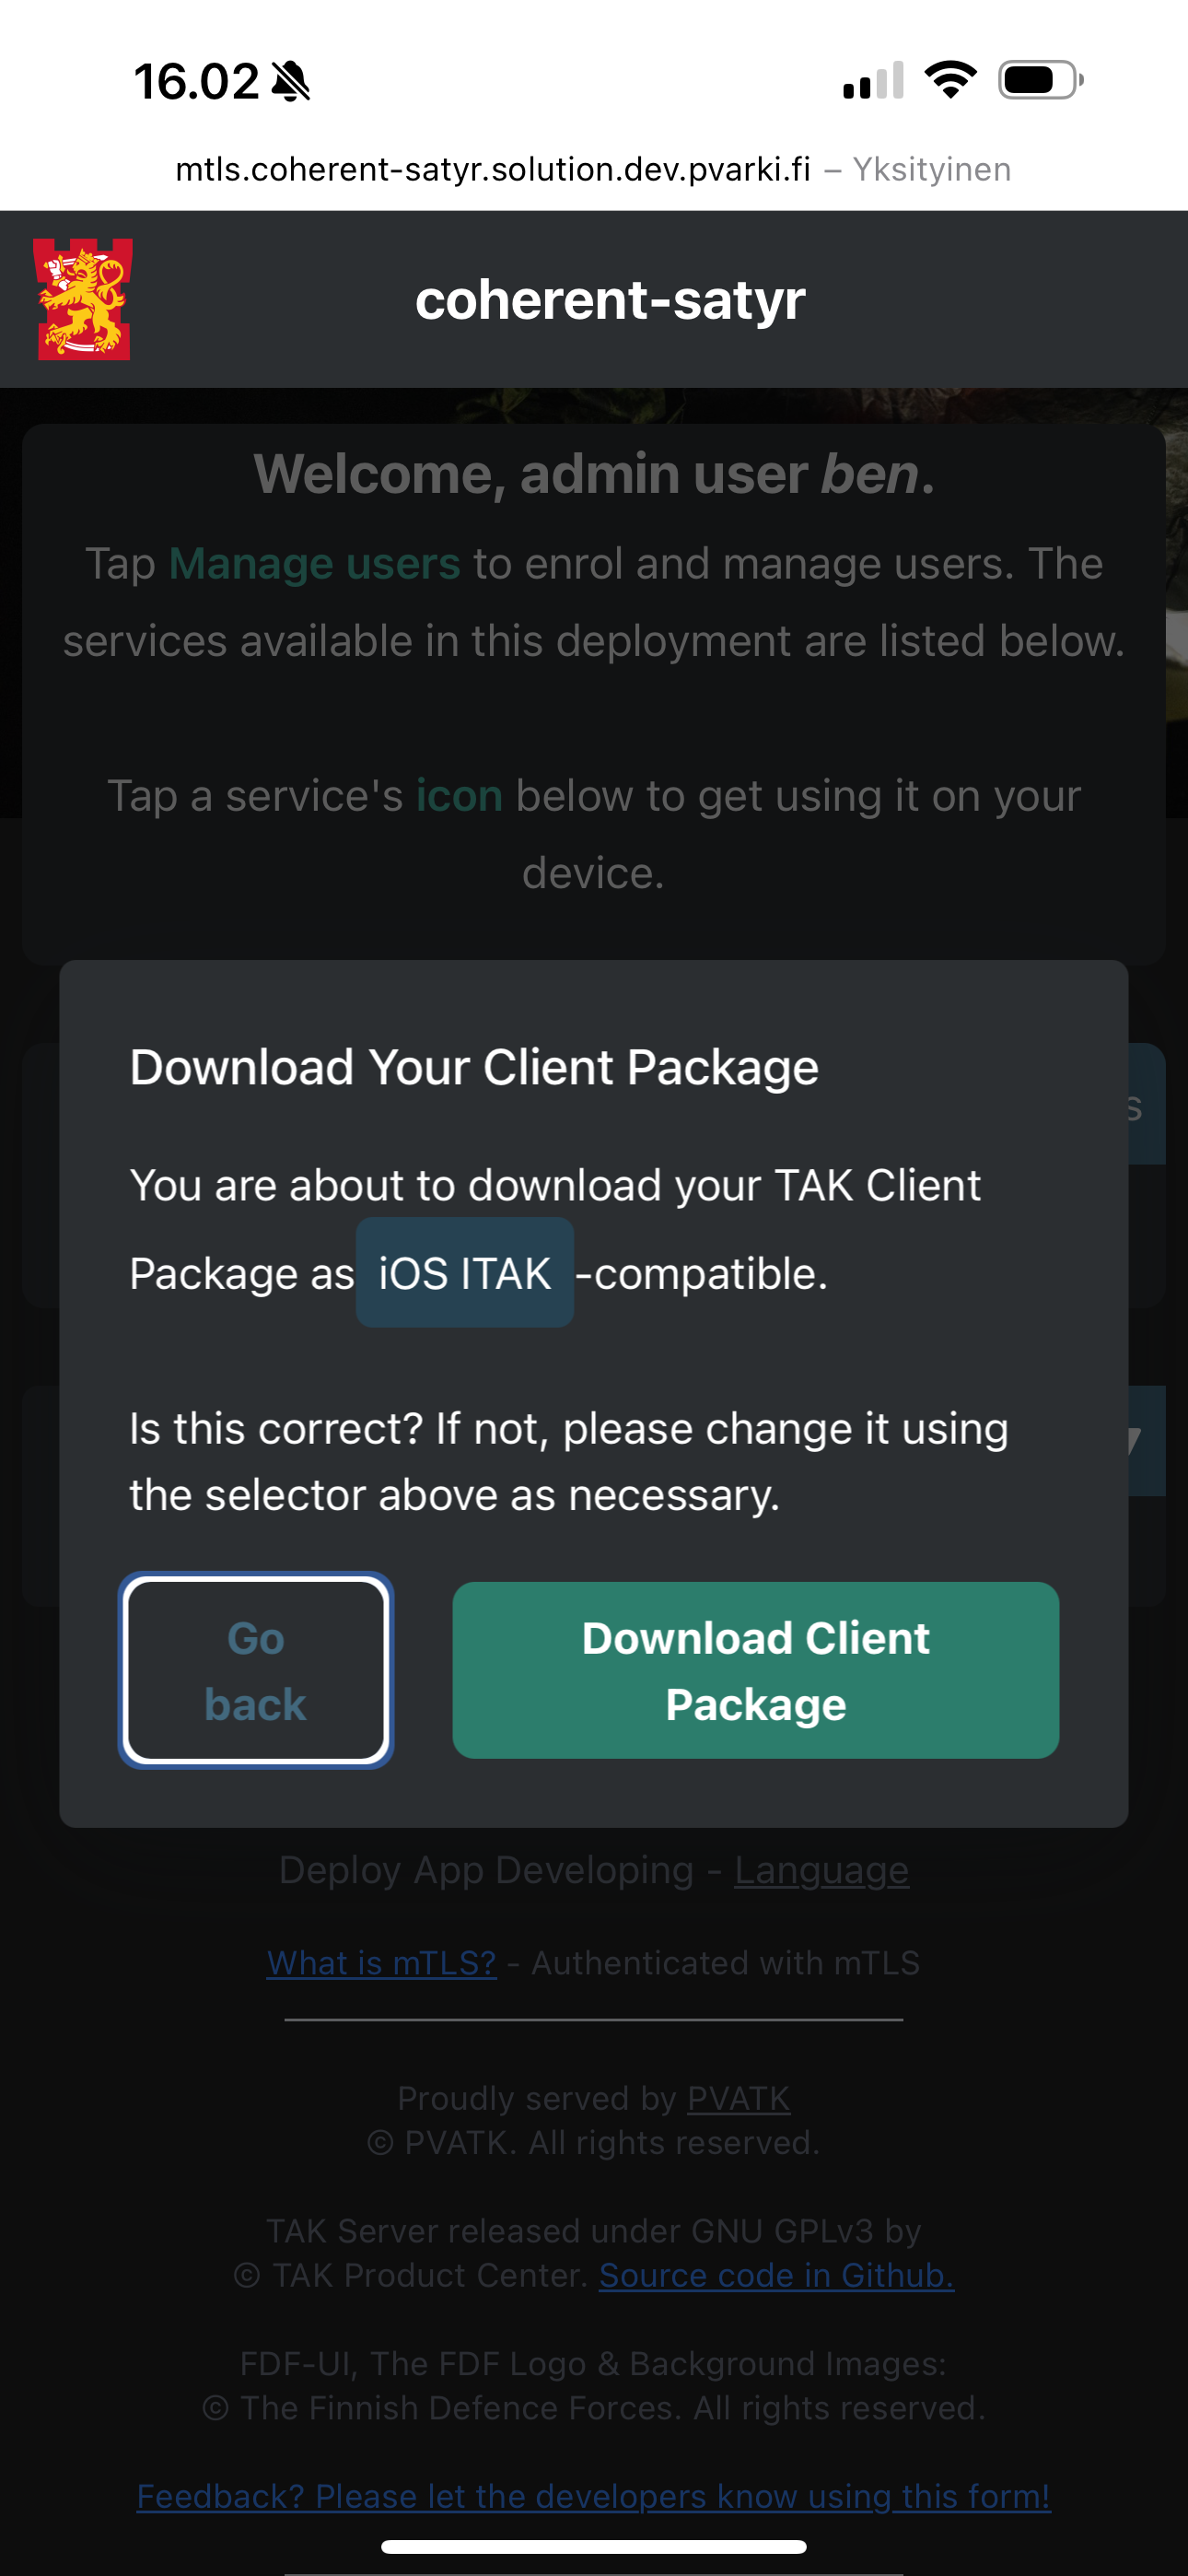 16.02
mtls.coherent-satyr.solution.dev.pvarki.fi – Yksityinen
coherent-satyr
Welcome, admin user ben.
Tap Manage users to enrol and manage users. The
services available in this deployment are listed below.
Tap a service's icon below to get using it on your
device.
s
Download Your Client Package
You are about to download your TAK Client
Package as iOS ITAK -compatible.
Is this correct? If not, please change it using
the selector above as necessary.
Go
back
Download Client
Package
Deploy App Developing - Language
What is mTLS? - Authenticated with mTLS
Proudly served by PVATK
© PVATK. All rights reserved.
TAK Server released under GNU GPLv3 by
© TAK Product Center. Source code in Github.
FDF-UI, The FDF Logo & Background Images:
© The Finnish Defence Forces. All rights reserved.
Feedback? Please let the developers know using this form!